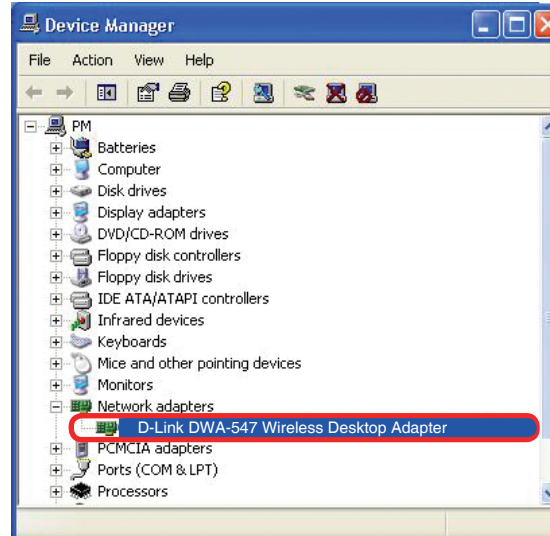 Device Manager
File Action View Help
PM
Batteries
Computer
Disk drives
Display adapters
DVD/CD-ROM drives
Floppy disk controllers
Floppy disk drives
IDE ATA/ATAPI controllers
Infrared devices
Keyboards
Mice and other pointing devices
Monitors
Network adapters
D-Link DWA-547 Wireless Desktop Adapter
PCMCIA adapters
Ports (COM & LPT)
Processors